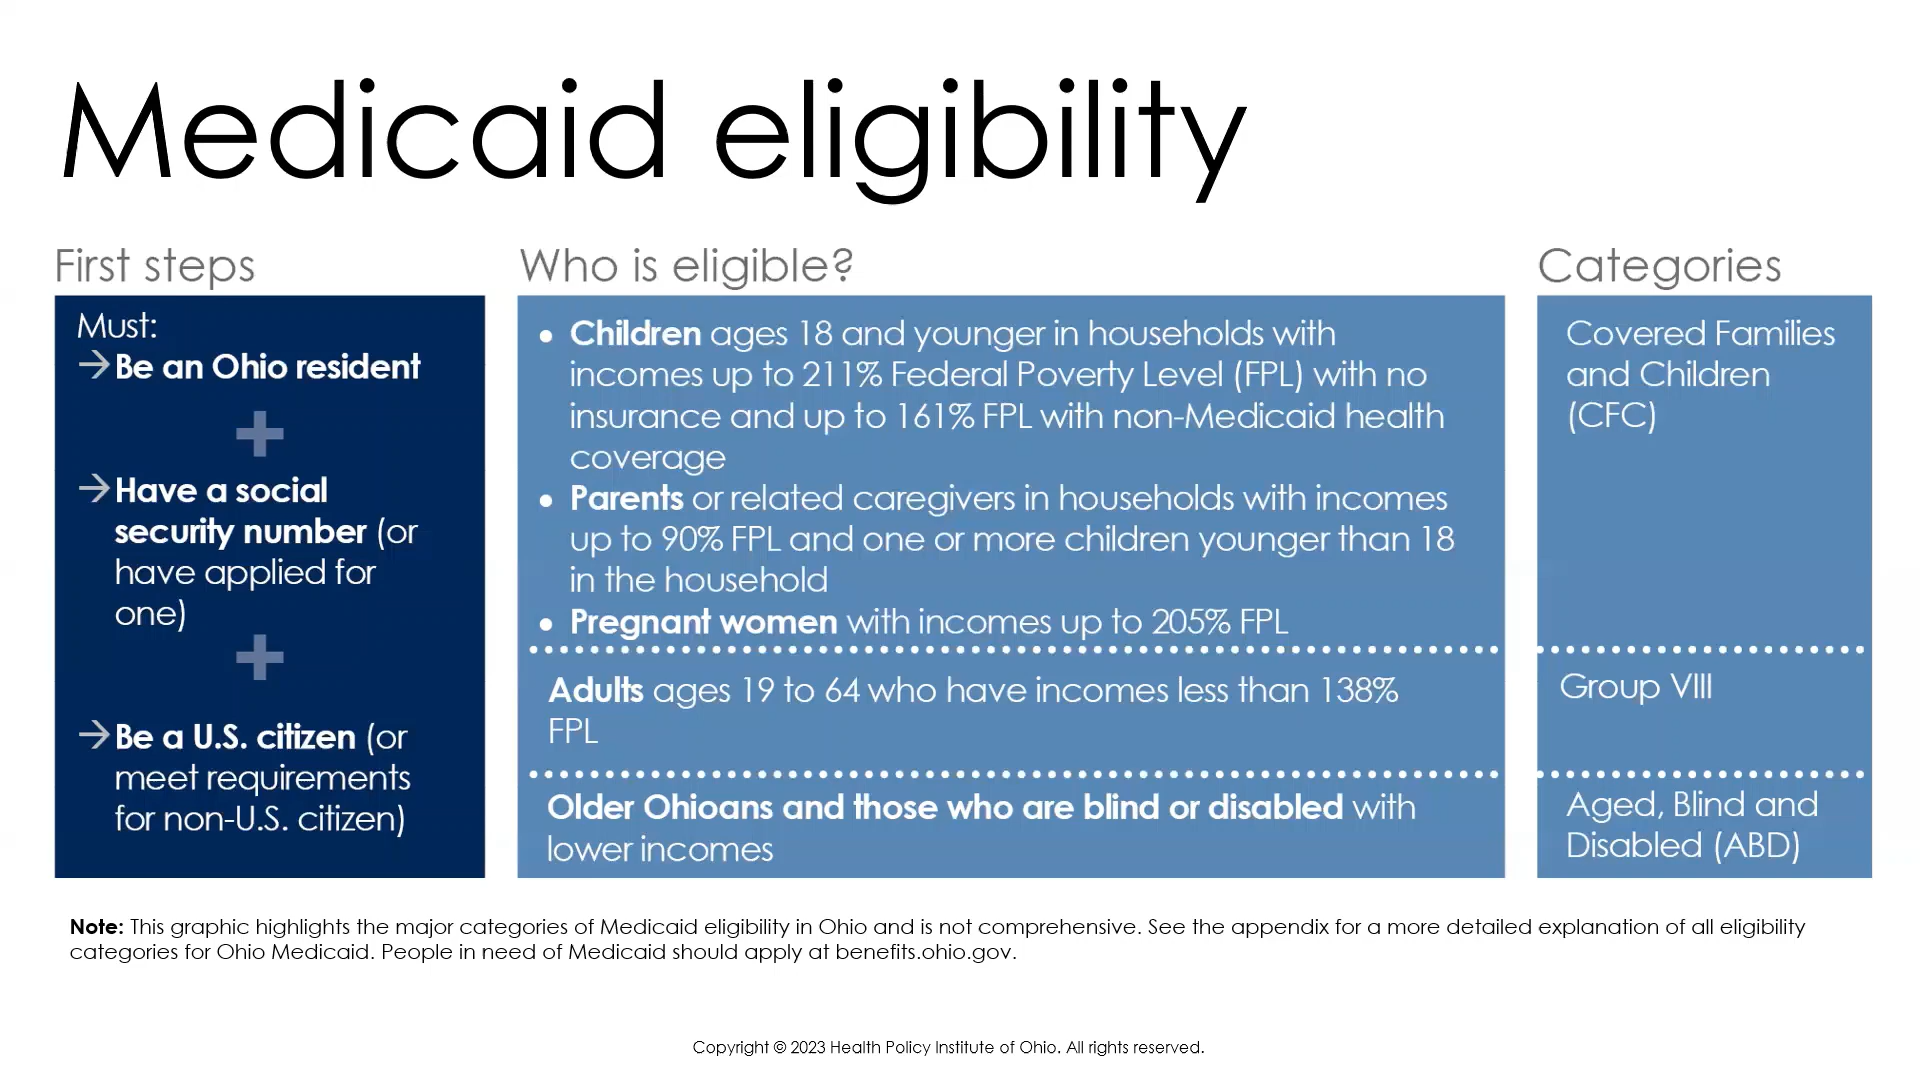 Medicaid eligibility
First steps
Must:
→Be an Ohio resident
+
→Have a social
security number (or
have applied for
one)
+
→Be a U.S. citizen (or
meet requirements
for non-U.S. citizen)
Who is eligible?
• Children ages 18 and younger in households with
incomes up to 211% Federal Poverty Level (FPL) with no
insurance and up to 161% FPL with non-Medicaid health
coverage
• Parents or related caregivers in households with incomes
up to 90% FPL and one or more children younger than 18
in the household
• Pregnant women with incomes up to 205% FPL
Adults ages 19 to 64 who have incomes less than 138%
FPL
Older Ohioans and those who are blind or disabled with
lower incomes
Categories
Covered Families
and Children
(CFC)
Group VIII
Aged, Blind and
Disabled (ABD)
Note: This graphic highlights the major categories of Medicaid eligibility in Ohio and is not comprehensive. See the appendix for a more detailed explanation of all eligibility
categories for Ohio Medicaid. People in need of Medicaid should apply at benefits.ohio.gov.
Copyright © 2023 Health Policy Institute of Ohio. All rights reserved.